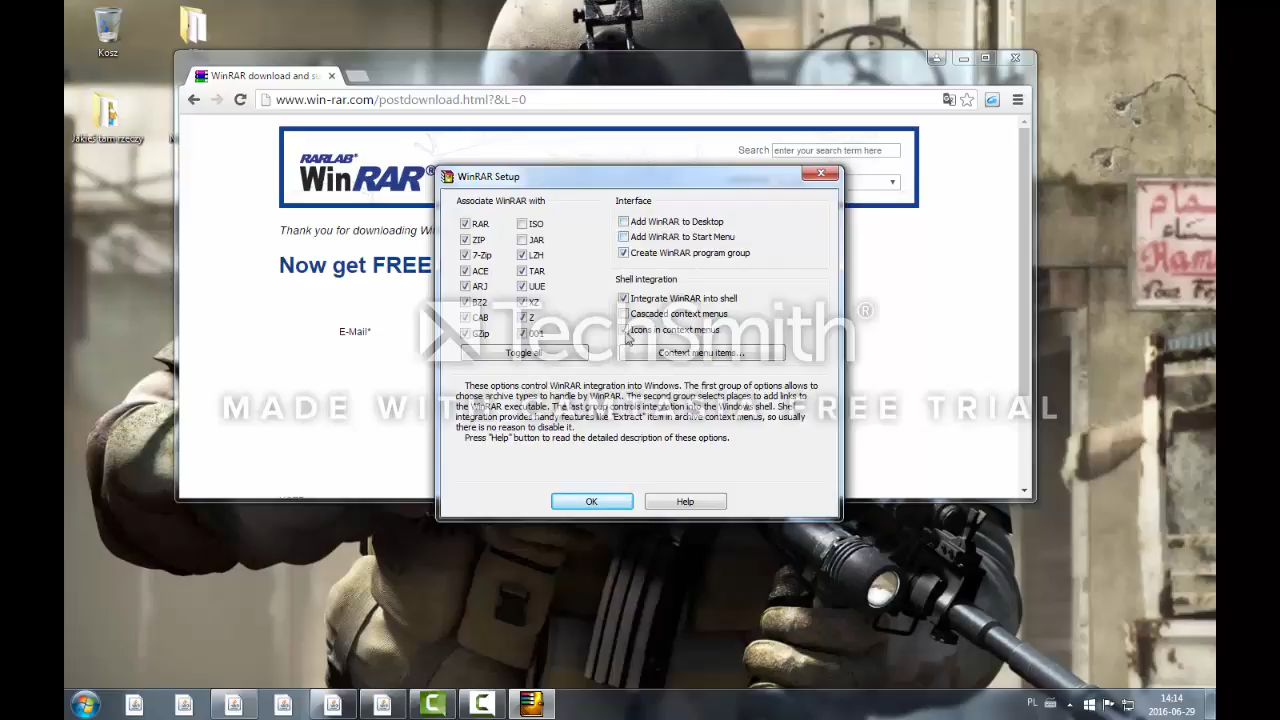 Kosz
Jakieś tam rzeczy
WinRAR download and su
www.win-rar.com/postdownload.html?&L=0
RARLAB®
WinRAR®
Search
enter your search term here
Thank you for downloading Win
Now get FREE
E-Mail*
WinRAR Setup
Associate WinRAR with
RAR
ZIP
7-Zip
ACE
ARJ
BZ2
CAB
GZip
ISO
JAR
LZH
TAR
UUE
XZ
Z
001
Toggle all
Interface
Add WinRAR to Desktop
Add WinRAR to Start Menu
Create WinRAR program group
Shell integration
Integrate WinRAR into shell
Cascaded context menus
Icons in context menus
Context menu items...
These options control WinRAR integration into Windows. The first group of options allows to
choose archive types to handle by WinRAR. The second group selects places to add links to
the WinRAR executable. The last group controls integration into the Windows shell. Shell
integration provides handy features like "Extract" item in archive context menus, so usually
there is no reason to disable it.
Press "Help" button to read the detailed description of these options.
OK
Help
TechSmith®
MADE WITH CAMTASIA FREE TRIAL
PL
14:14
2016-06-29